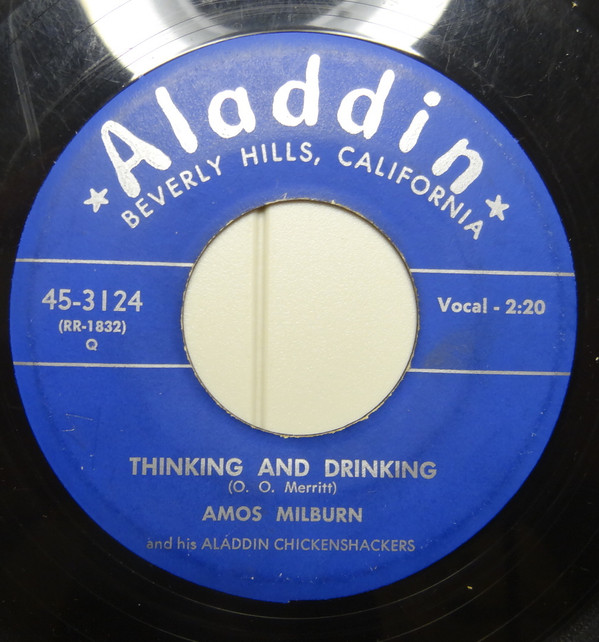 Aladdin
BEVERLY HILLS, CALIFORNIA
45-3124
(RR-1832)
Q
Vocal - 2:20
THINKING AND DRINKING
(O. O. Merritt)
AMOS MILBURN
and his ALADDIN CHICKENSHACKERS